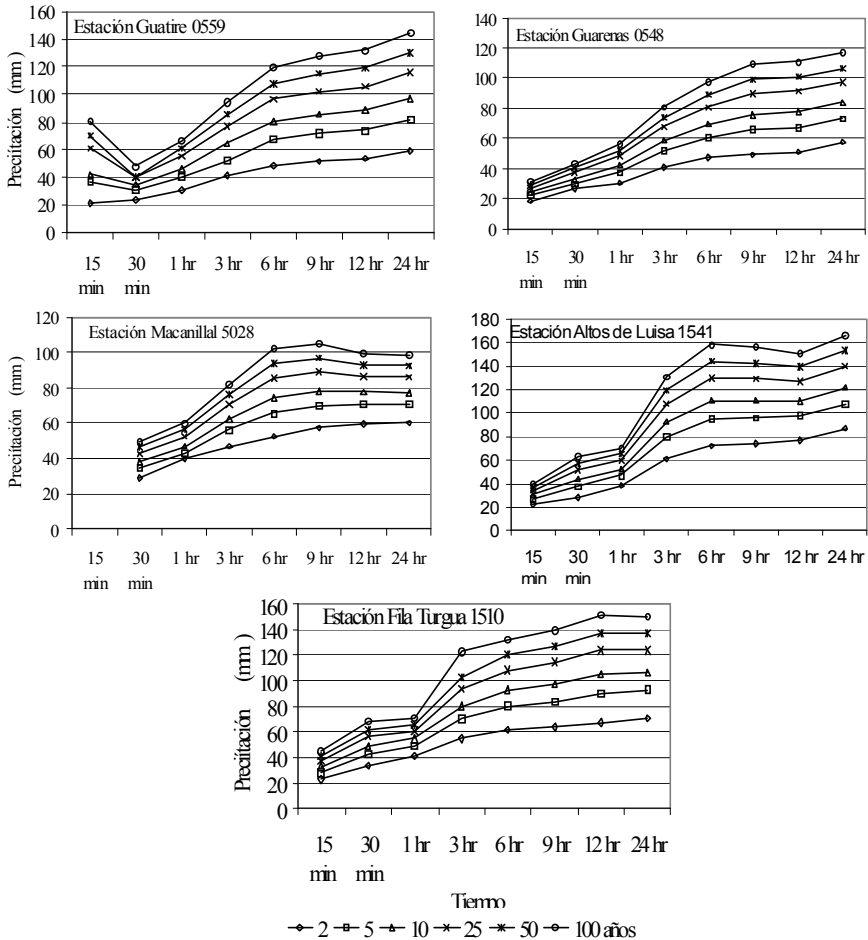 Estación Guatire 0559
Preciítación (mm)
160
140
120
100
80
60
40
20
0
15 min 30 min 1 hr 3 hr 6 hr 9 hr 12 hr 24 hr
Estación Guarenas 0548
140
120
100
80
60
40
20
0
15 min 30 min 1 hr 3 hr 6 hr 9 hr 12 hr 24 hr
Estación Macanillal 5028
Preciítación (mm)
120
100
80
60
40
20
0
15 min 30 min 1 hr 3 hr 6 hr 9 hr 12 hr 24 hr
Estación Altos de Luisa 1541
180
160
140
120
100
80
60
40
20
0
15 min 30 min 1 hr 3 hr 6 hr 9 hr 12 hr 24 hr
Estación Fila Turgua 1510
Preciítación (mm)
160
140
120
100
80
60
40
20
0
15 min 30 min 1 hr 3 hr 6 hr 9 hr 12 hr 24 hr
Tiempo
2 5 10 25 50 100 años